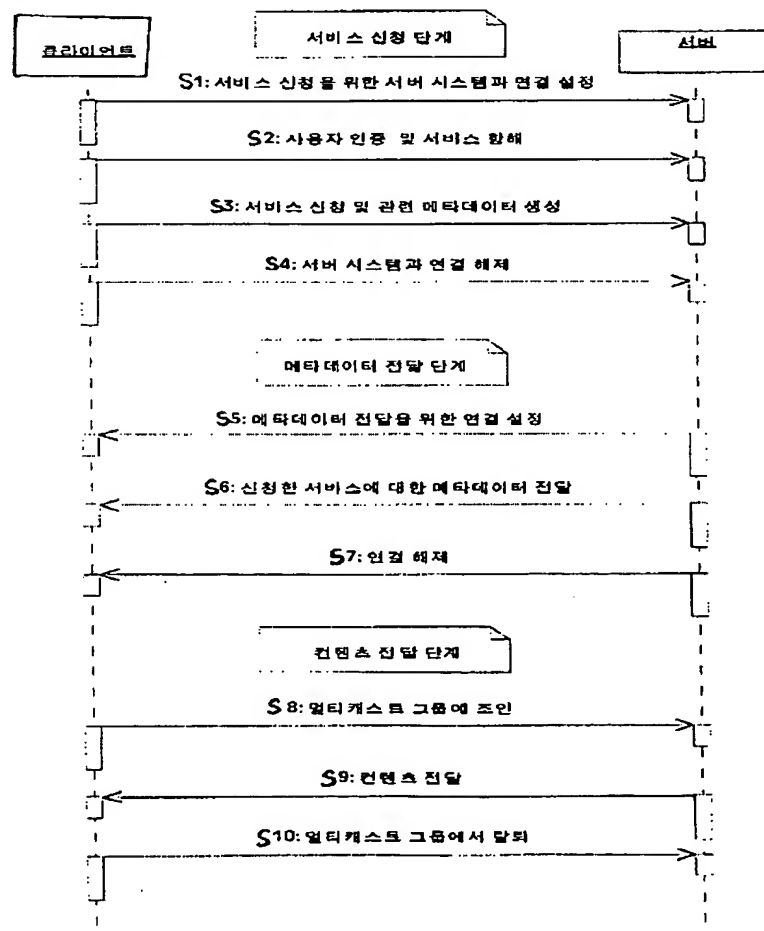 클라이언트
서비스 신청 단계
서버
S1: 서비스 신청을 위한 서버 시스템과 연결 설정
S2: 사용자 인증 및 서비스 항해
S3: 서비스 신청 및 관련 메타데이터 생성
S4: 서버 시스템과 연결 해제
메타데이터 전달 단계
S5: 메타데이터 전달을 위한 연결 설정
S6: 신청한 서비스에 대한 메타데이터 전달
S7: 연결 해제
컨텐츠 전달 단계
S8: 멀티캐스트 그룹에 조인
S9: 컨텐츠 전달
S10: 멀티캐스트 그룹에서 탈퇴